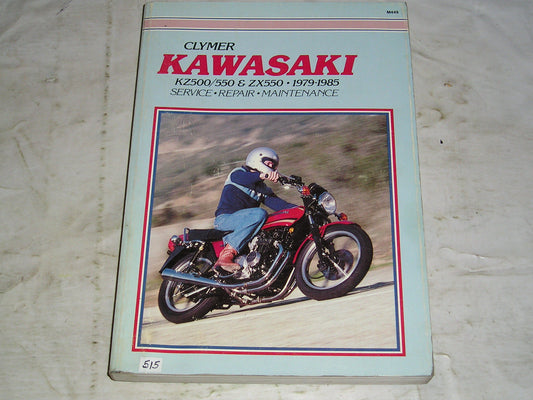 M449
CLYMER
KAWASAKI
KZ500/550 & ZX550 • 1979-1985
SERVICE • REPAIR • MAINTENANCE
515